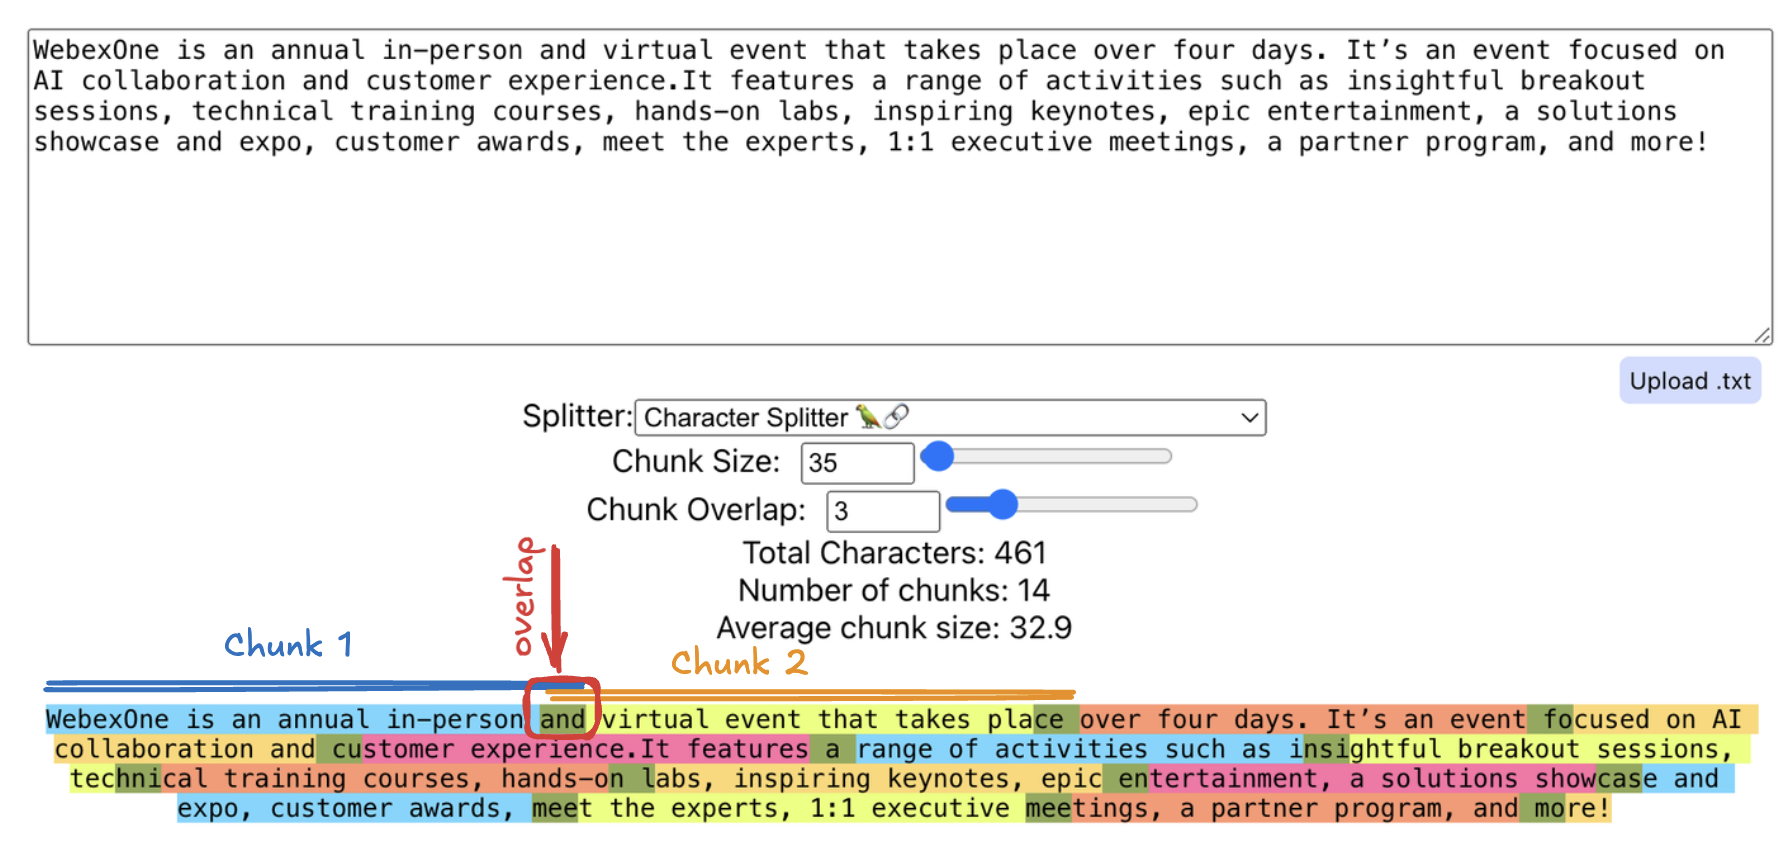 WebexOne is an annual in-person and virtual event that takes place over four days. It’s an event focused on
AI collaboration and customer experience.It features a range of activities such as insightful breakout
sessions, technical training courses, hands-on labs, inspiring keynotes, epic entertainment, a solutions
showcase and expo, customer awards, meet the experts, 1:1 executive meetings, a partner program, and more!
Upload .txt
Splitter: Character Splitter 🦜🔗
Chunk Size: 35
Chunk Overlap: 3
Total Characters: 461
Number of chunks: 14
Average chunk size: 32.9
overlap
Chunk 1
Chunk 2
WebexOne is an annual in-person and virtual event that takes place over four days. It’s an event focused on AI
collaboration and customer experience.It features a range of activities such as insightful breakout sessions,
technical training courses, hands-on labs, inspiring keynotes, epic entertainment, a solutions showcase and
expo, customer awards, meet the experts, 1:1 executive meetings, a partner program, and more!